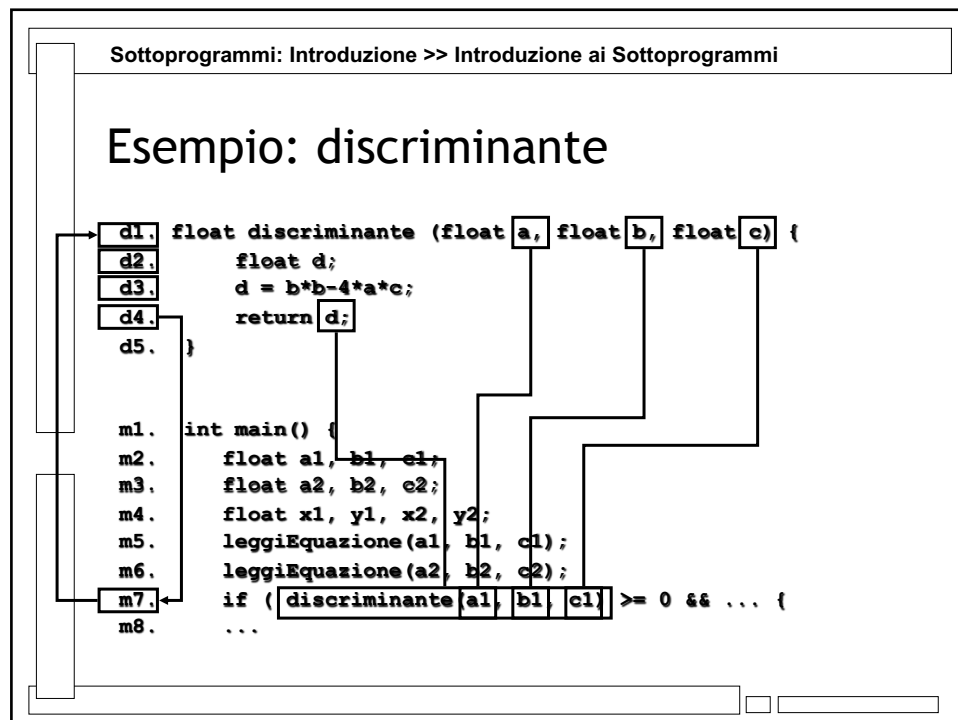 Sottoprogrammi: Introduzione >> Introduzione ai Sottoprogrammi
Esempio: discriminante
d1. float discriminante (float a, float b, float c) {
d2. float d;
d3. d = b*b-4*a*c;
d4. return d;
d5. }
m1. int main() {
m2. float a1, b1, c1;
m3. float a2, b2, c2;
m4. float x1, y1, x2, y2;
m5. leggiEquazione(a1, b1, c1);
m6. leggiEquazione(a2, b2, c2);
m7. if ( discriminante(a1, b1, c1) >= 0 && ... {
m8. ...